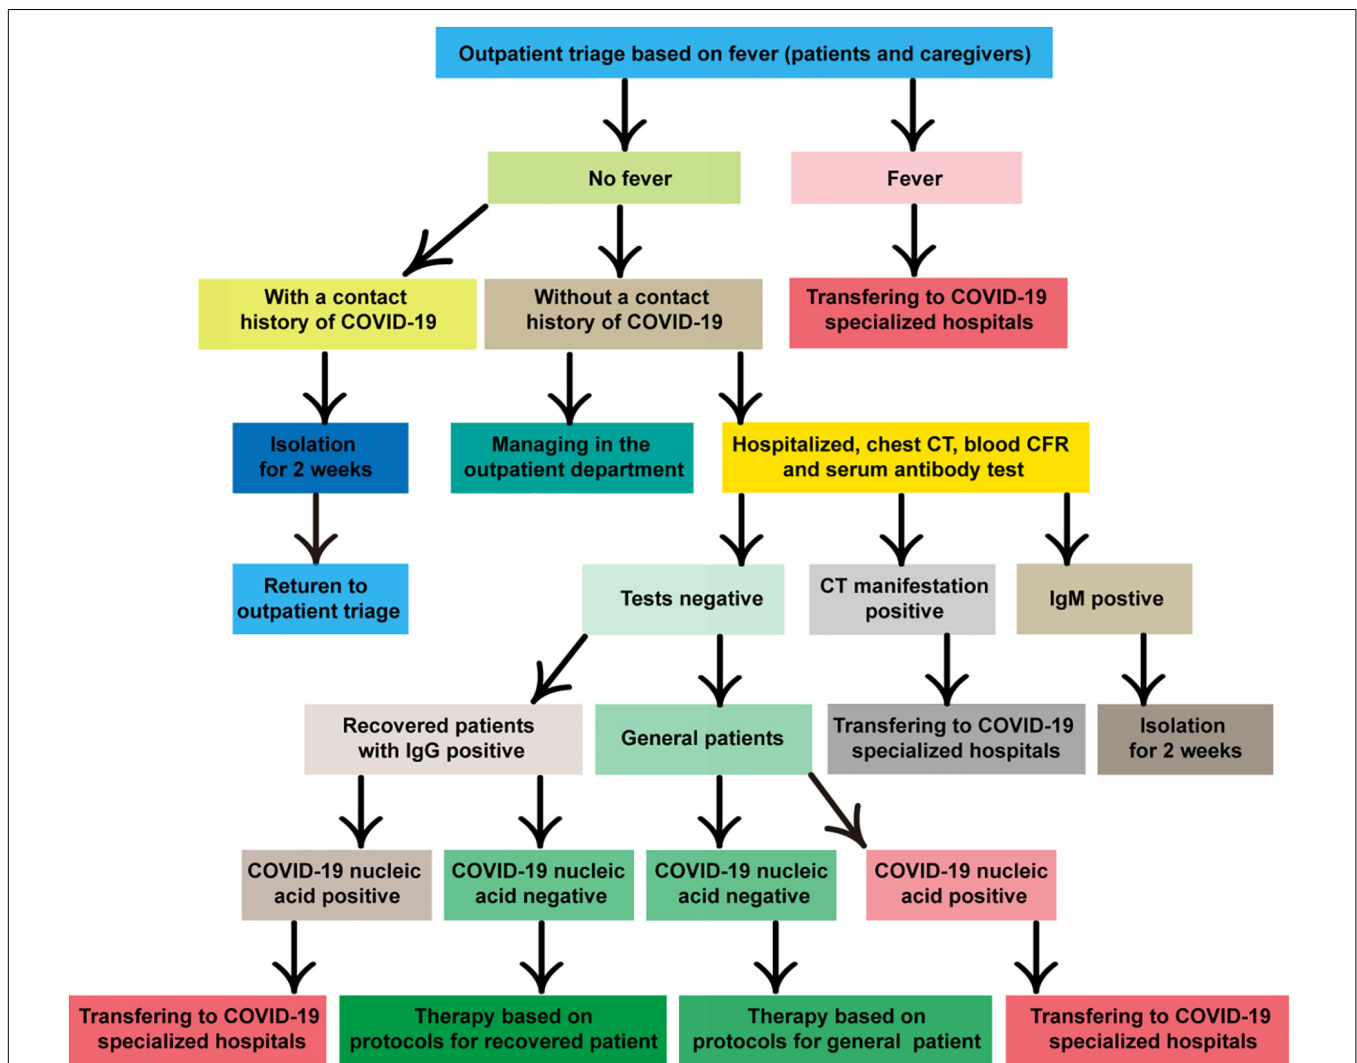 Outpatient triage based on fever (patients and caregivers)
No fever
Fever
With a contact
history of COVID-19
Without a contact
history of COVID-19
Transfering to COVID-19
specialized hospitals
Isolation
for 2 weeks
Managing in the
outpatient department
Hospitalized, chest CT, blood CFR
and serum antibody test
Returen to
outpatient triage
Tests negative
CT manifestation
positive
IgM postive
Recovered patients
with IgG positive
General patients
Transfering to COVID-19
specialized hospitals
Isolation
for 2 weeks
COVID-19 nucleic
acid positive
COVID-19 nucleic
acid negative
COVID-19 nucleic
acid negative
COVID-19 nucleic
acid positive
Transfering to COVID-19
specialized hospitals
Therapy based on
protocols for recovered patient
Therapy based on
protocols for general patient
Transfering to COVID-19
specialized hospitals